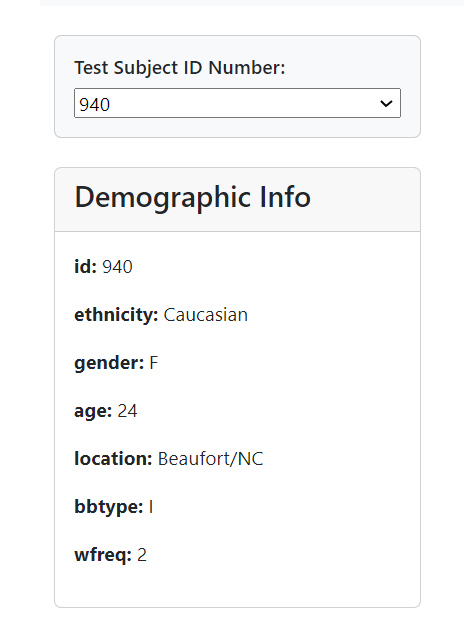 Test Subject ID Number:
940
Demographic Info
id: 940
ethnicity: Caucasian
gender: F
age: 24
location: Beaufort/NC
bbtype: I
wfreq: 2